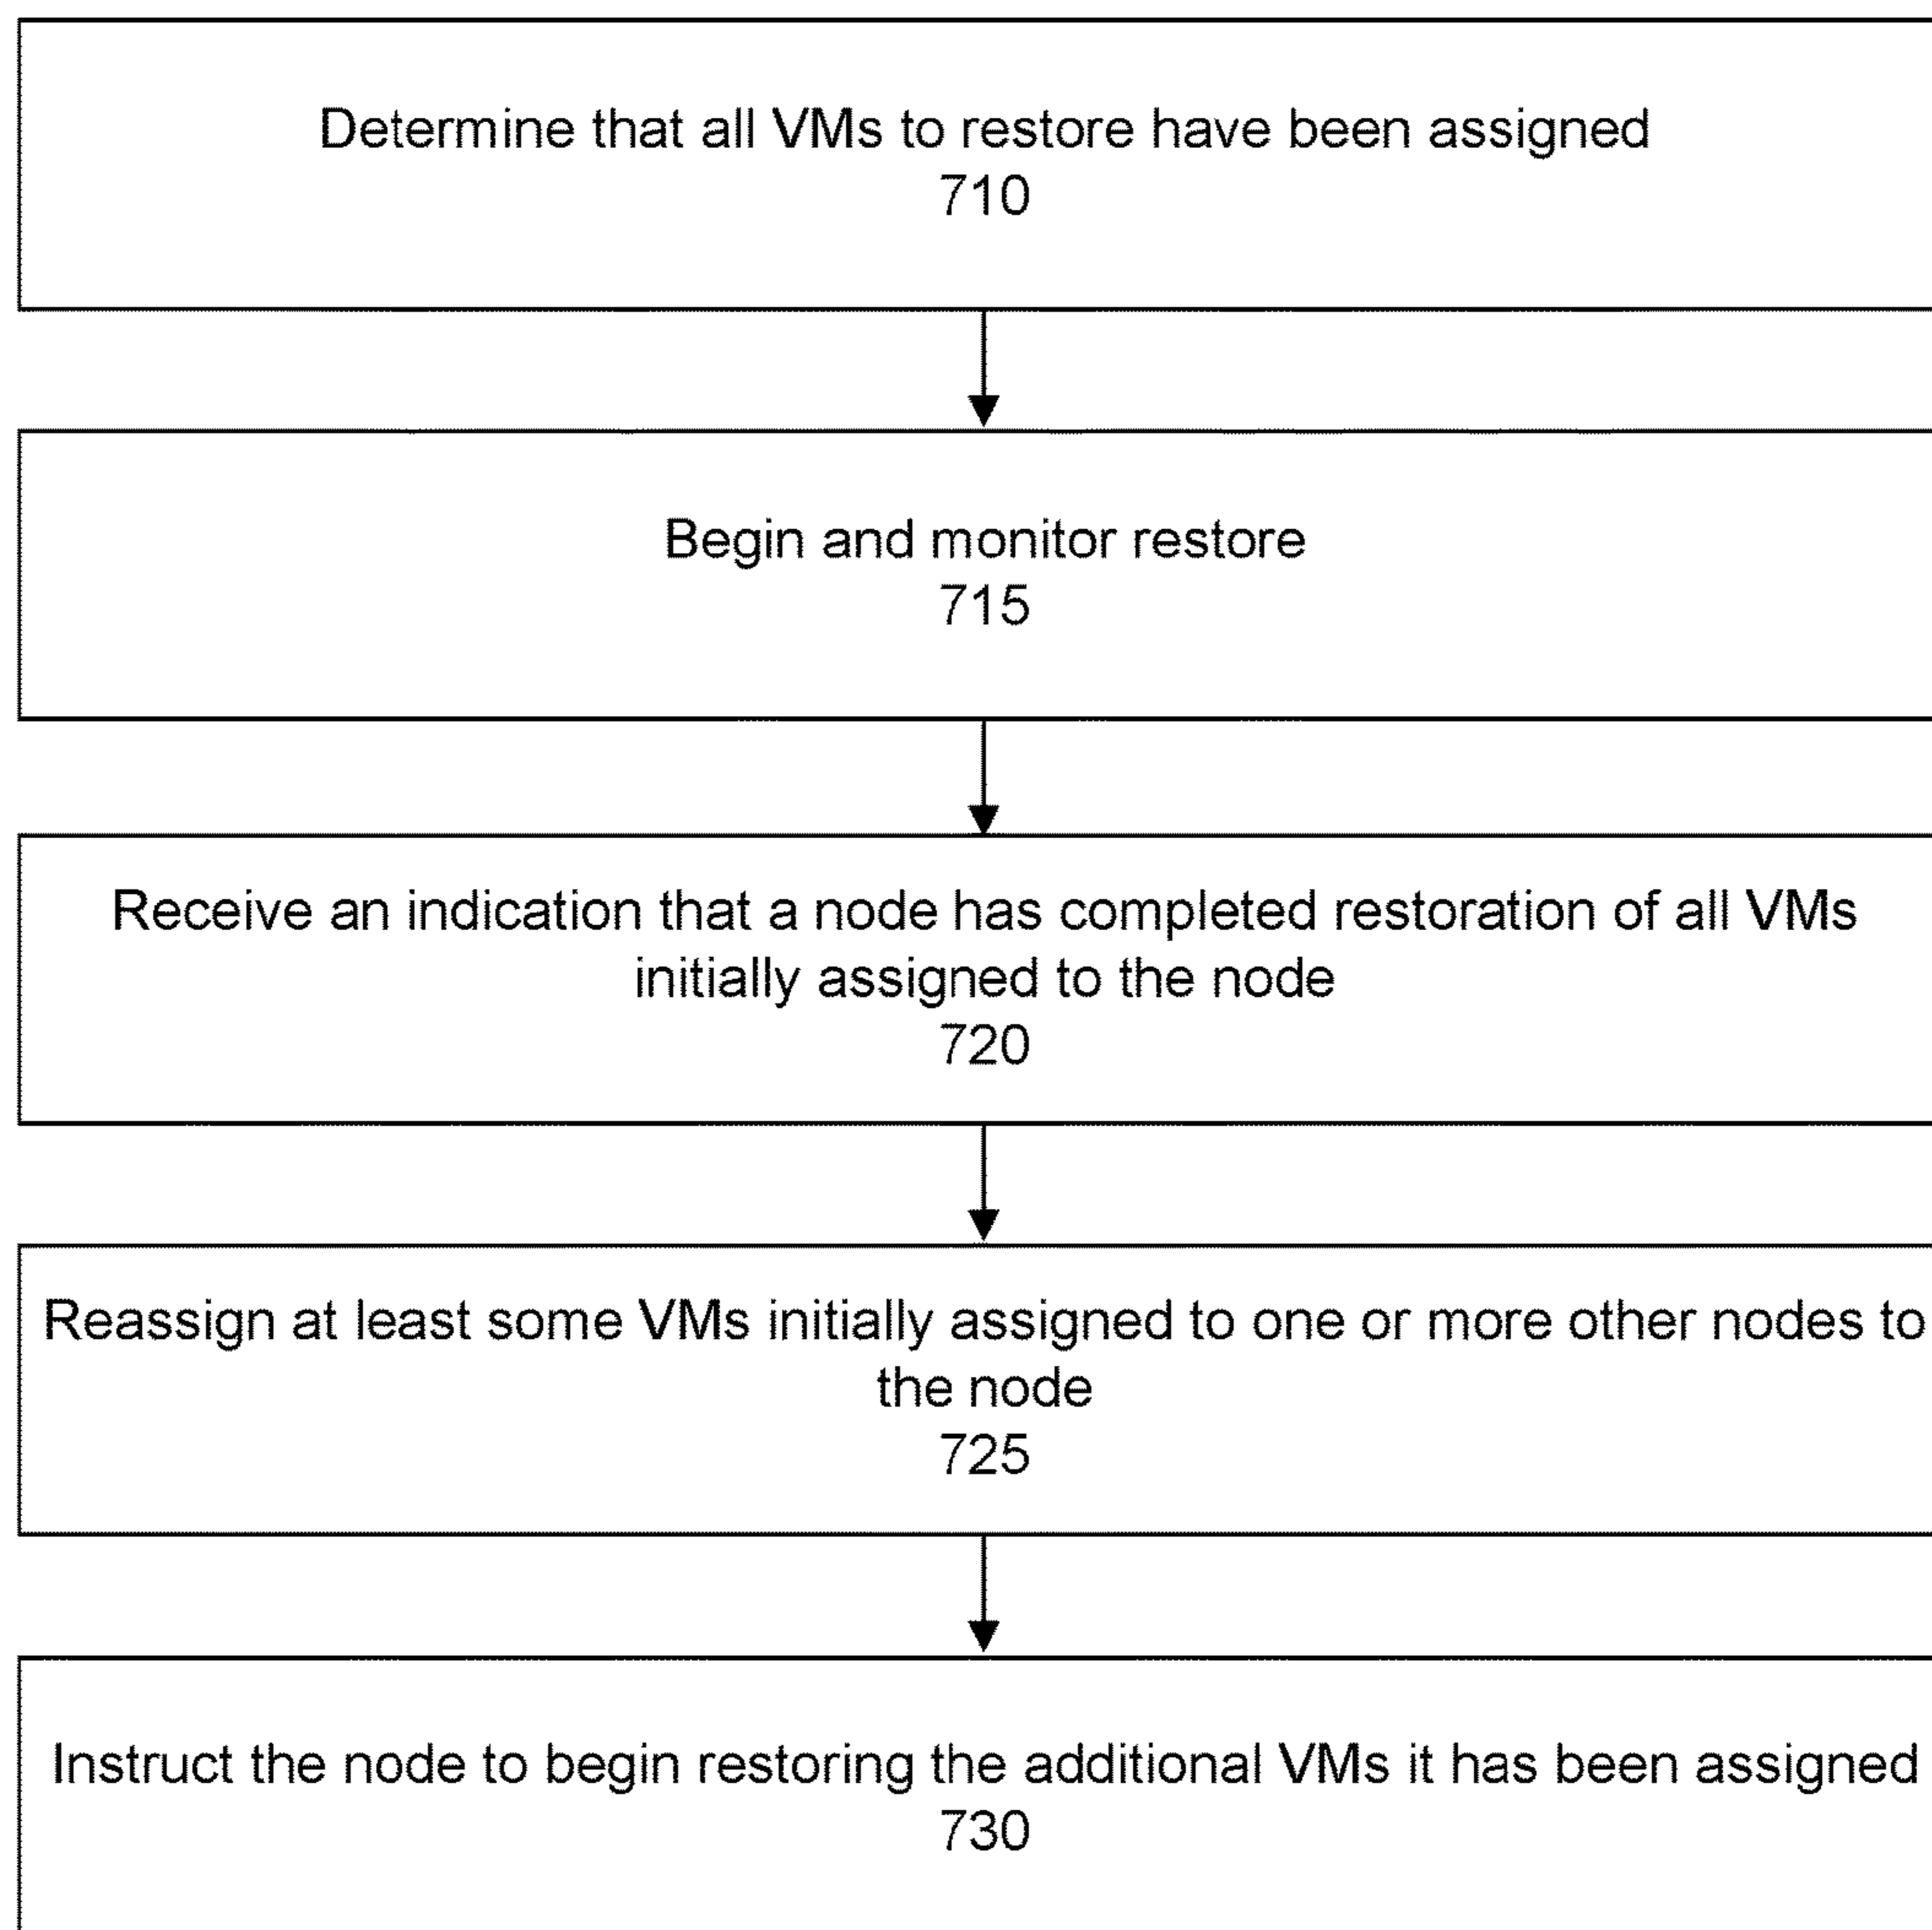 Determine that all VMs to restore have been assigned
710
Begin and monitor restore
715
Receive an indication that a node has completed restoration of all VMs
initially assigned to the node
720
Reassign at least some VMs initially assigned to one or more other nodes to
the node
725
Instruct the node to begin restoring the additional VMs it has been assigned
730